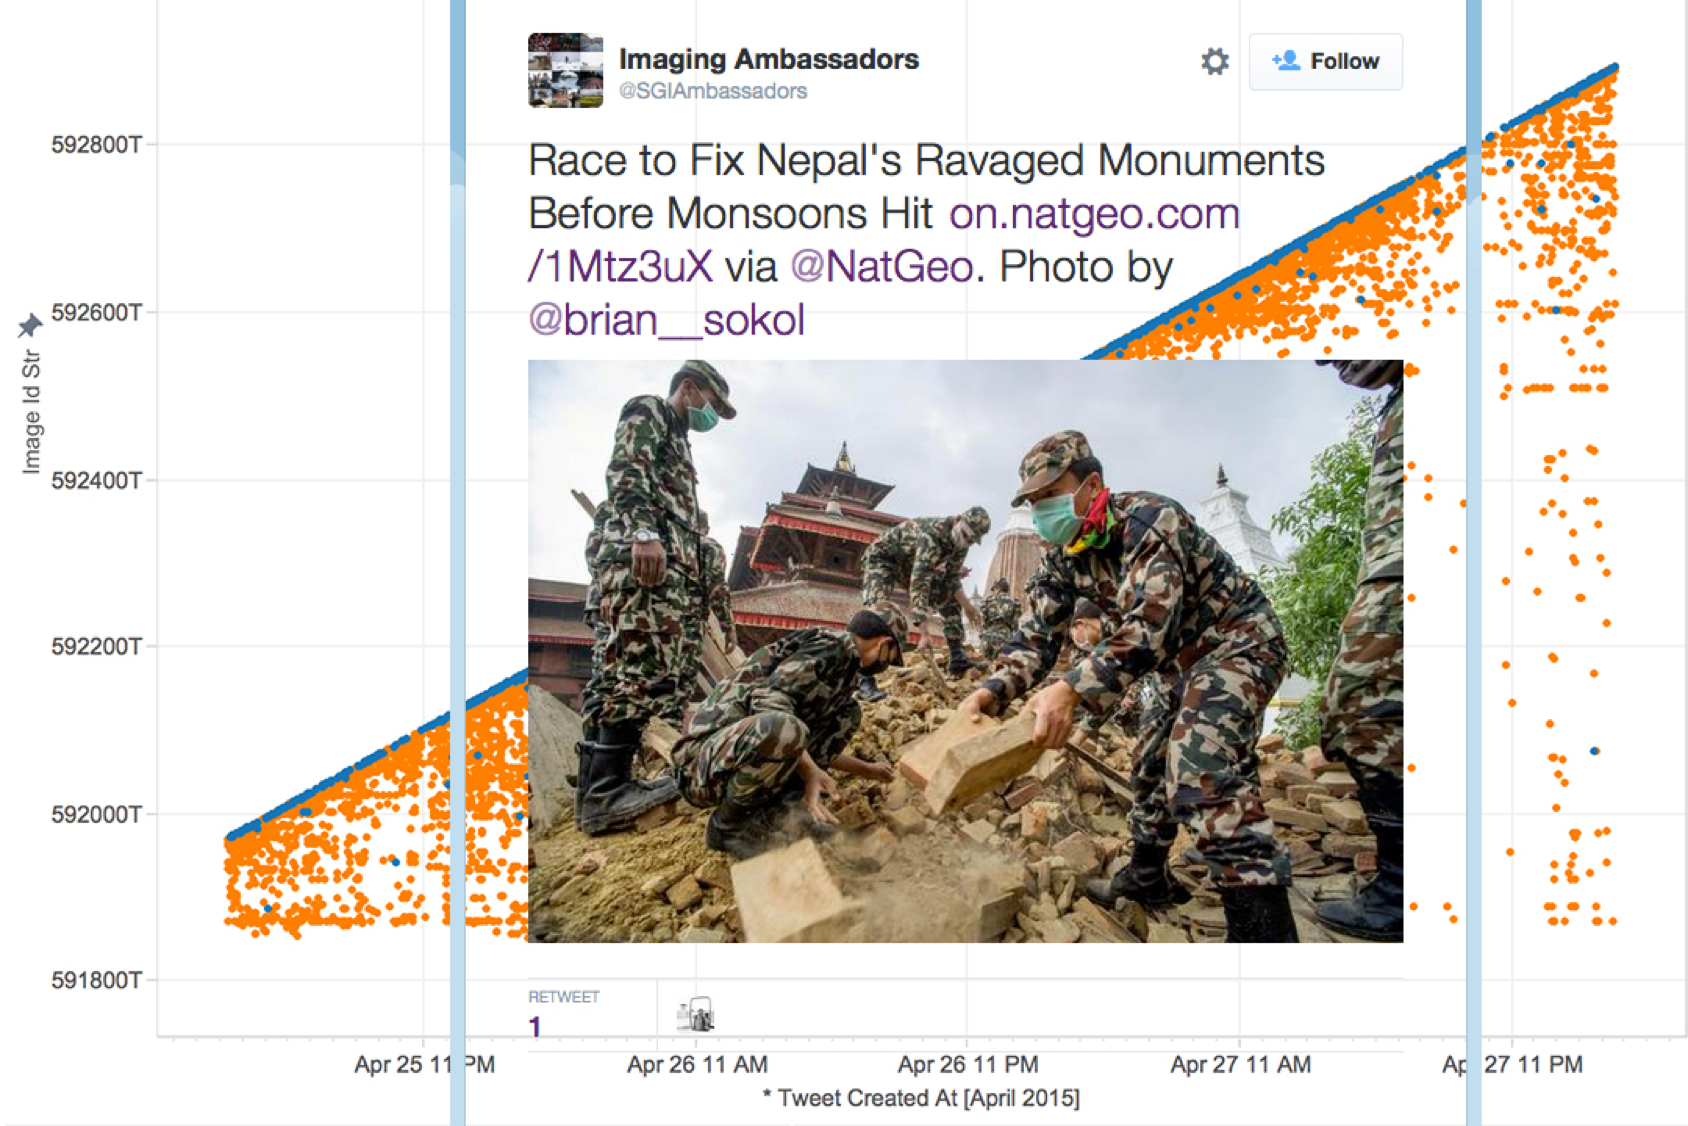 Imaging Ambassadors
@SGIAmbassadors
Follow
Race to Fix Nepal's Ravaged Monuments
Before Monsoons Hit on.natgeo.com
/1Mtz3uX via @NatGeo. Photo by
@brian__sokol
RETWEET
1
Image Id Str
592800T
592600T
592400T
592200T
592000T
591800T
Apr 25 11 PM
Apr 26 11 AM
Apr 26 11 PM
Apr 27 11 AM
Apr 27 11 PM
* Tweet Created At [April 2015]